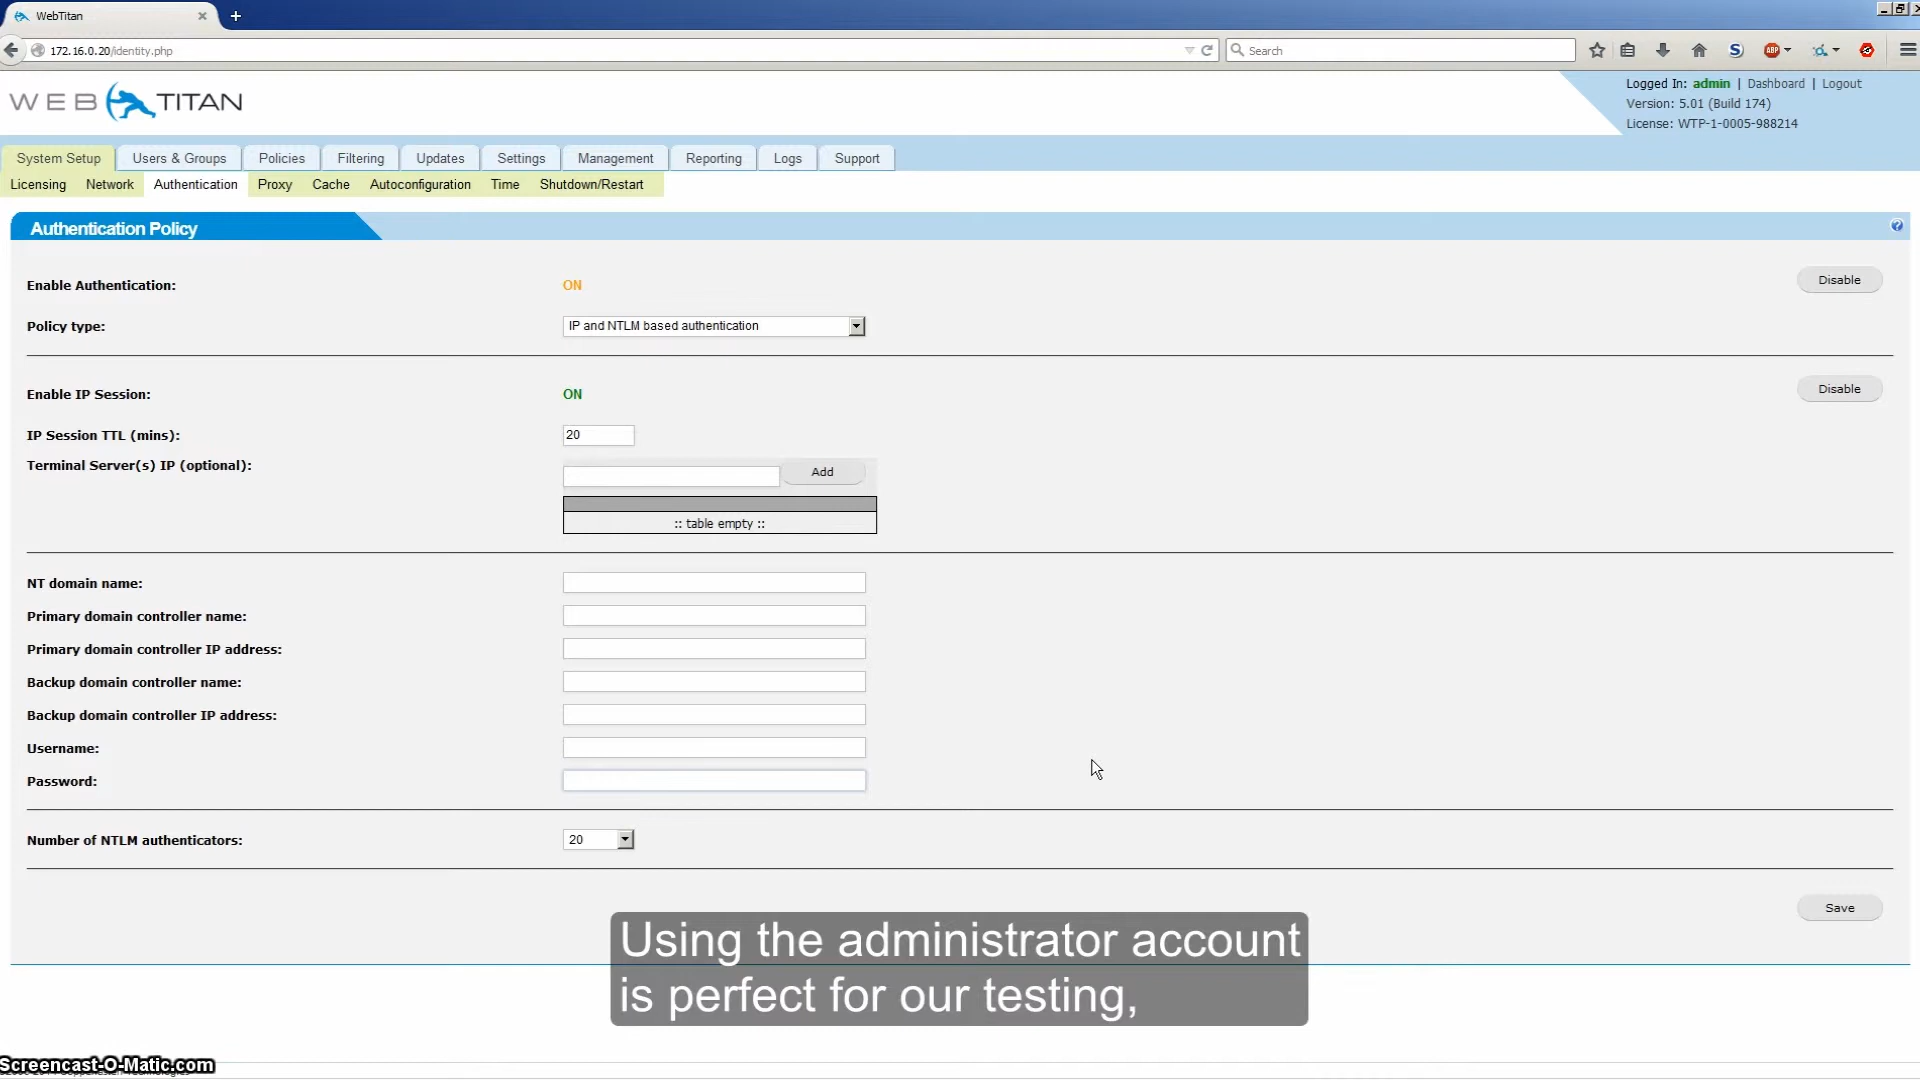 WebTitan
172.16.0.20/identity.php
Search
WEB TITAN
Logged In: admin | Dashboard | Logout
Version: 5.01 (Build 174)
License: WTP-1-0005-988214
System Setup Users & Groups Policies Filtering Updates Settings Management Reporting Logs Support
Licensing Network Authentication Proxy Cache Autoconfiguration Time Shutdown/Restart
Authentication Policy
Enable Authentication: ON Disable
Policy type: IP and NTLM based authentication
Enable IP Session: ON Disable
IP Session TTL (mins): 20
Terminal Server(s) IP (optional): Add
:: table empty ::
NT domain name:
Primary domain controller name:
Primary domain controller IP address:
Backup domain controller name:
Backup domain controller IP address:
Username:
Password:
Number of NTLM authenticators: 20
Save
Using the administrator account
is perfect for our testing,
Screencast-O-Matic.com